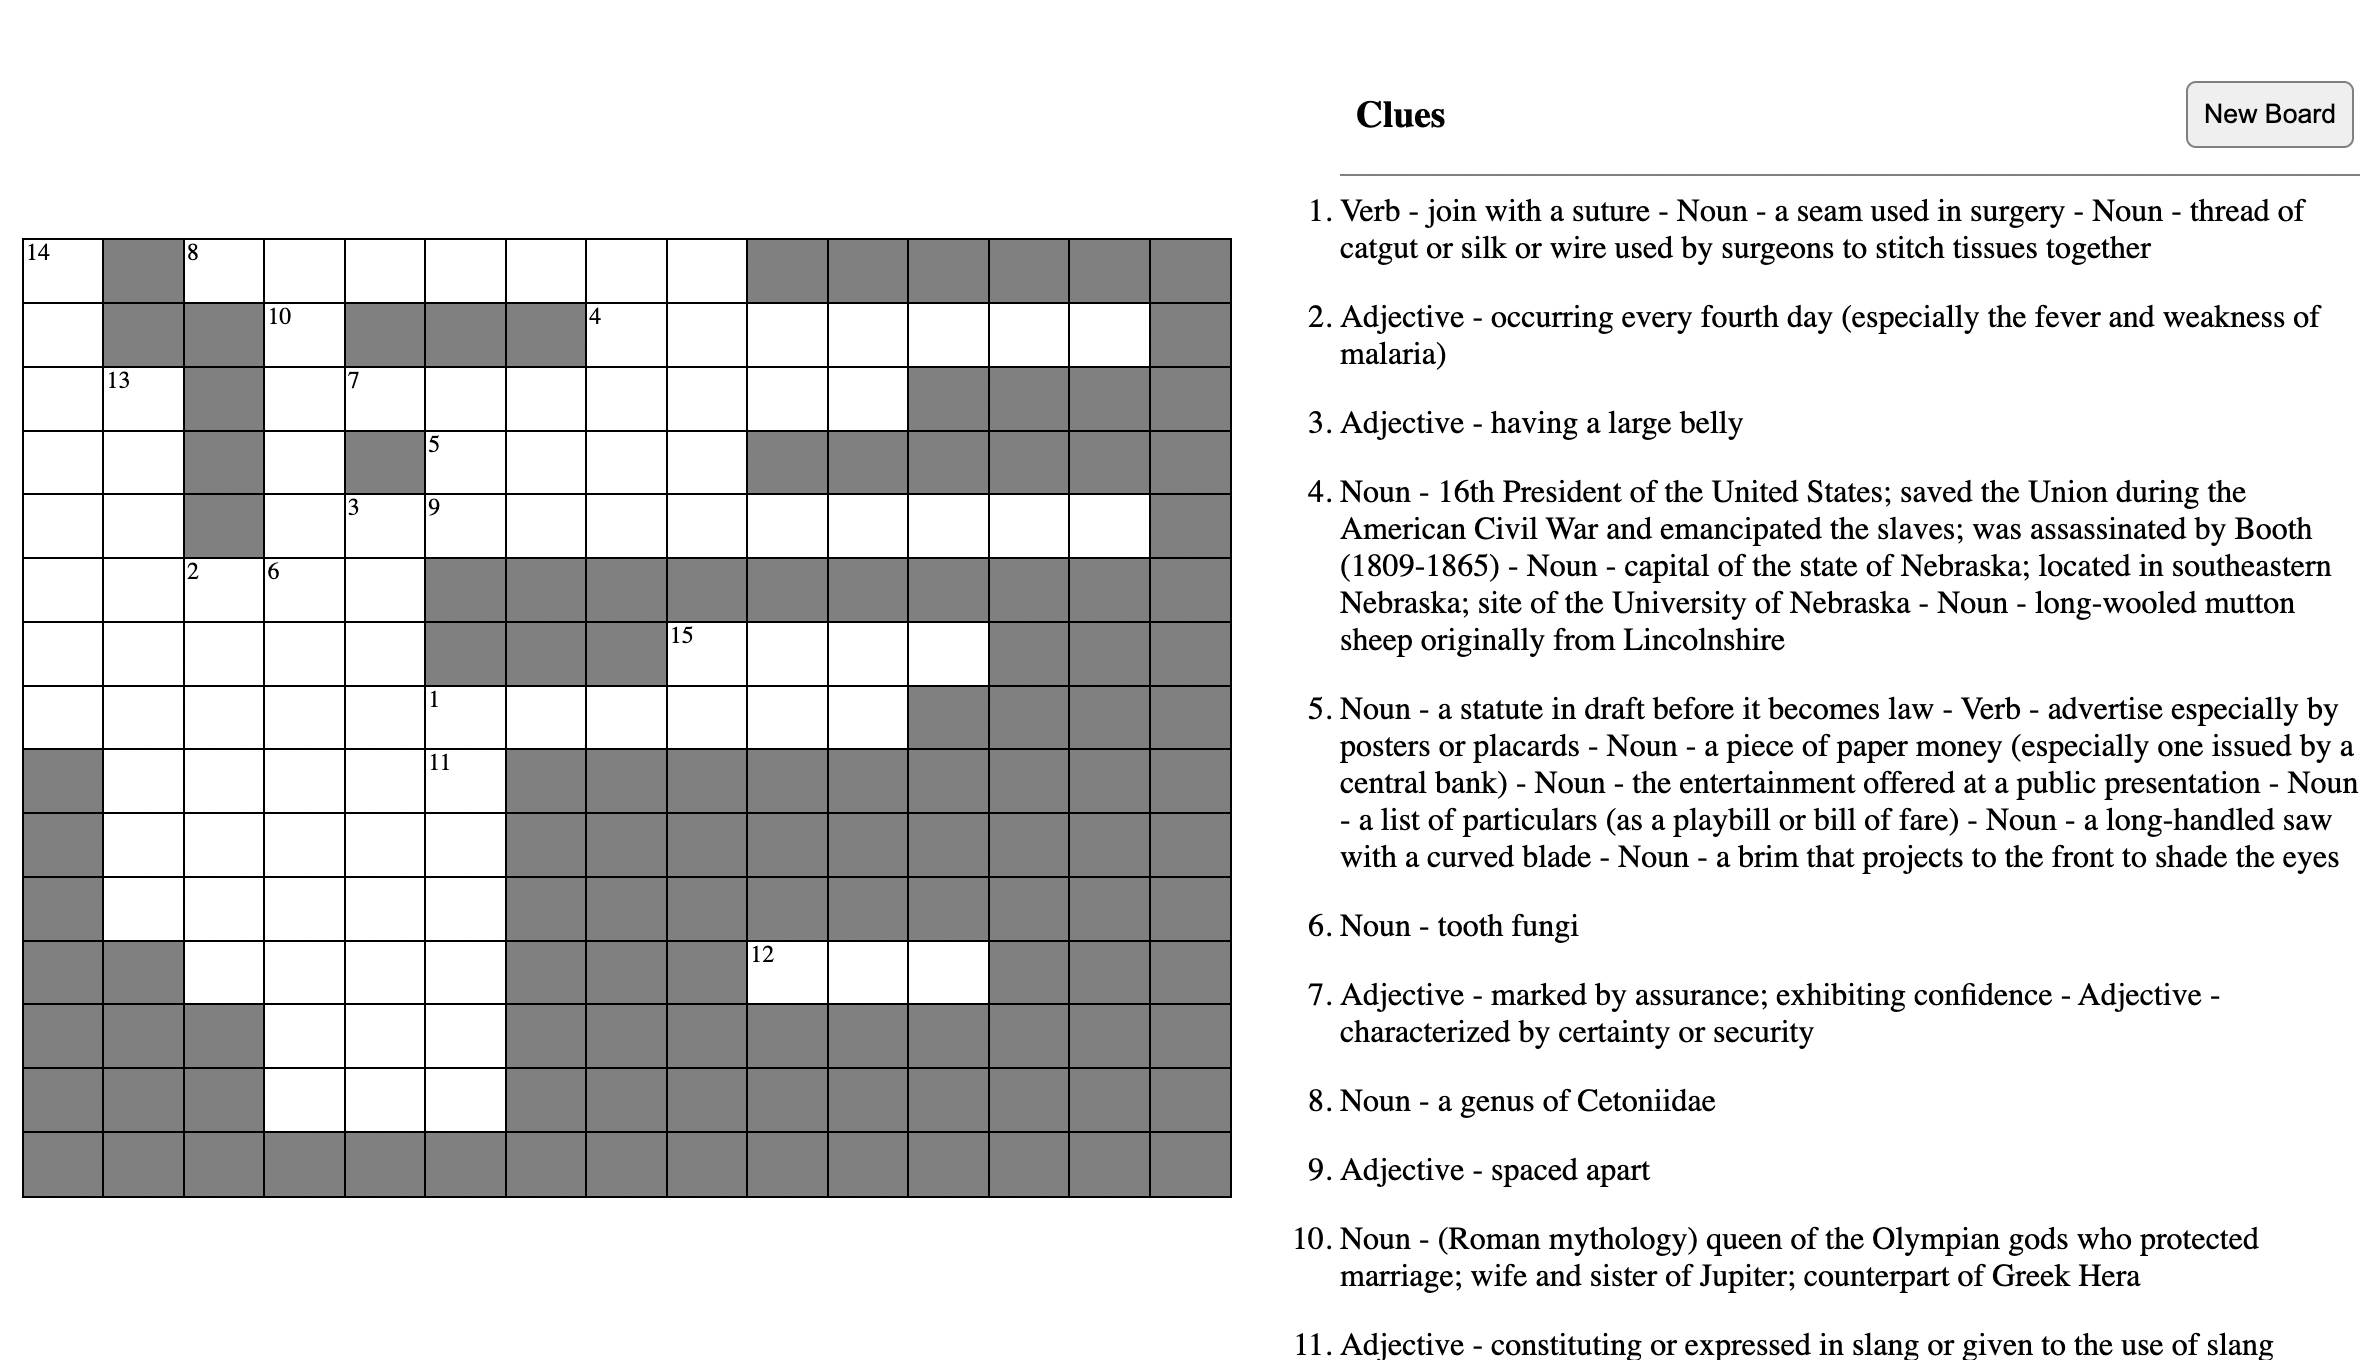 Clues
New Board
1. Verb - join with a suture - Noun - a seam used in surgery - Noun - thread of
catgut or silk or wire used by surgeons to stitch tissues together
2. Adjective - occurring every fourth day (especially the fever and weakness of
malaria)
3. Adjective - having a large belly
4. Noun - 16th President of the United States; saved the Union during the
American Civil War and emancipated the slaves; was assassinated by Booth
(1809-1865) - Noun - capital of the state of Nebraska; located in southeastern
Nebraska; site of the University of Nebraska - Noun - long-wooled mutton
sheep originally from Lincolnshire
5. Noun - a statute in draft before it becomes law - Verb - advertise especially by
posters or placards - Noun - a piece of paper money (especially one issued by a
central bank) - Noun - the entertainment offered at a public presentation - Noun
- a list of particulars (as a playbill or bill of fare) - Noun - a long-handled saw
with a curved blade - Noun - a brim that projects to the front to shade the eyes
6. Noun - tooth fungi
7. Adjective - marked by assurance; exhibiting confidence - Adjective -
characterized by certainty or security
8. Noun - a genus of Cetoniidae
9. Adjective - spaced apart
10. Noun - (Roman mythology) queen of the Olympian gods who protected
marriage; wife and sister of Jupiter; counterpart of Greek Hera
11. Adjective - constituting or expressed in slang or given to the use of slang
14 8
10 4
13 7
5
3 9
2 6
15
1
11
12